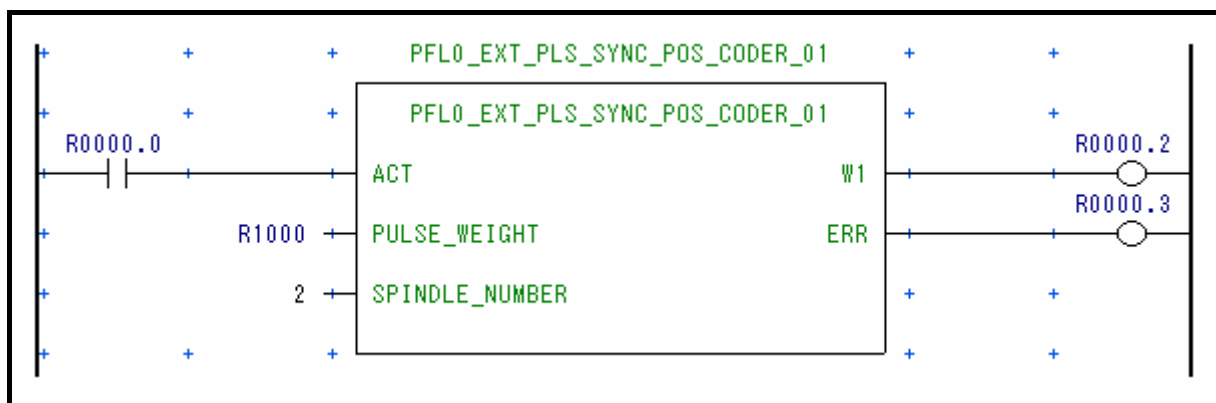 PFL0_EXT_PLS_SYNC_POS_CODER_01
PFL0_EXT_PLS_SYNC_POS_CODER_01
R0000.0 R0000.2
ACT W1
R0000.3
R1000 PULSE_WEIGHT ERR
2 SPINDLE_NUMBER